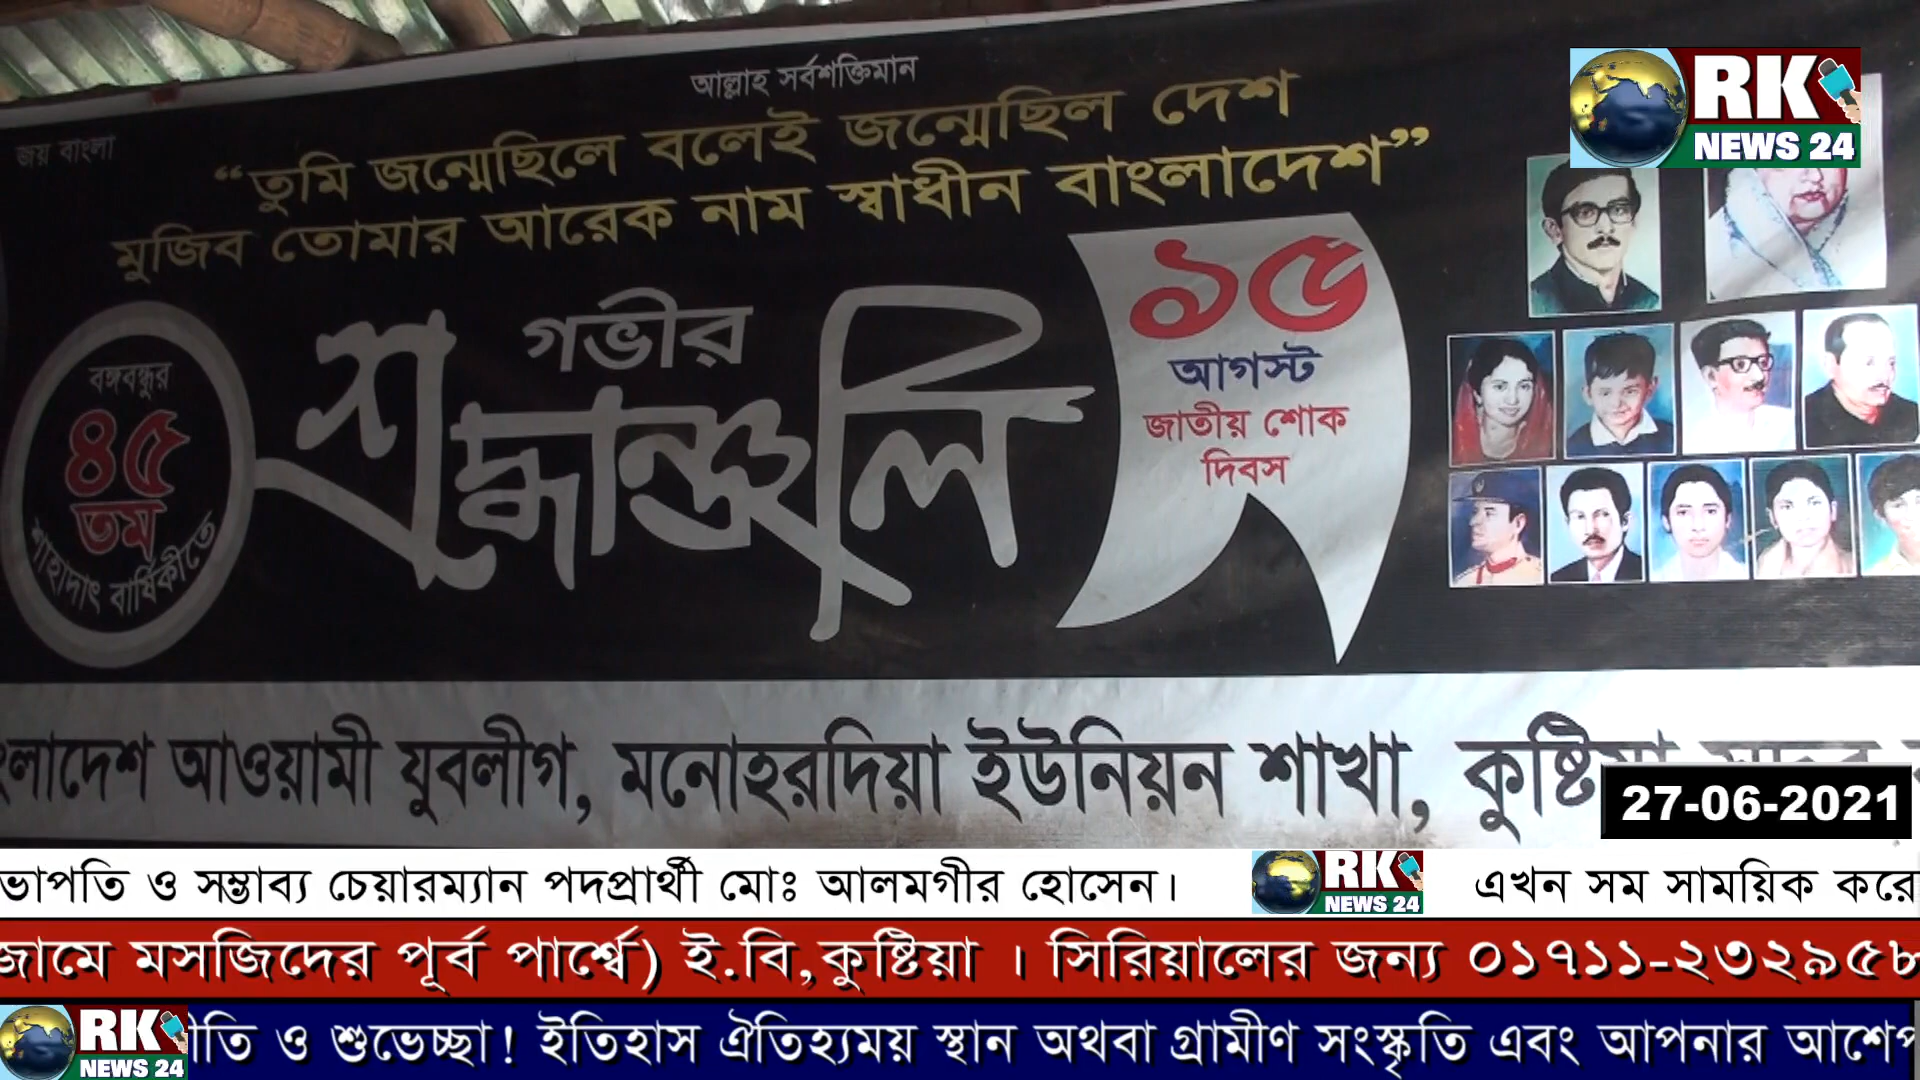 আল্লাহ সর্বশক্তিমান
জয় বাংলা
“তুমি জন্মেছিলে বলেই জন্মেছিল দেশ
মুজিব তোমার আরেক নাম স্বাধীন বাংলাদেশ”
RK
NEWS 24
বঙ্গবন্ধুর
৪৫
তম
শাহাদাৎ বার্ষিকীতে
গভীর
শ্রদ্ধাঞ্জলি
১৫
আগস্ট
জাতীয় শোক
দিবস
লাদেশ আওয়ামী যুবলীগ, মনোহরদিয়া ইউনিয়ন শাখা, কুষ্টিয়া সদর
27-06-2021
ভাপতি ও সম্ভাব্য চেয়ারম্যান পদপ্রার্থী মোঃ আলমগীর হোসেন। RK NEWS 24 এখন সম সাময়িক করে
জামে মসজিদের পূর্ব পার্শ্বে) ই.বি,কুষ্টিয়া । সিরিয়ালের জন্য ০১৭১১-২৩২৯৫৮
RK NEWS 24 ীতি ও শুভেচ্ছা! ইতিহাস ঐতিহ্যময় স্থান অথবা গ্রামীণ সংস্কৃতি এবং আপনার আশেপ